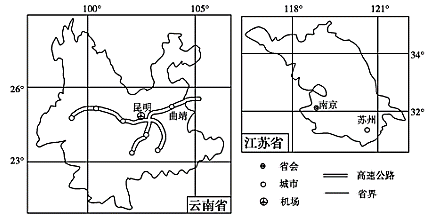 100° 105°
118° 121°
34°
26°
昆明
曲靖
南京
32°
苏州
23°
云南省
江苏省
省会
高速公路
城市
机场
省界